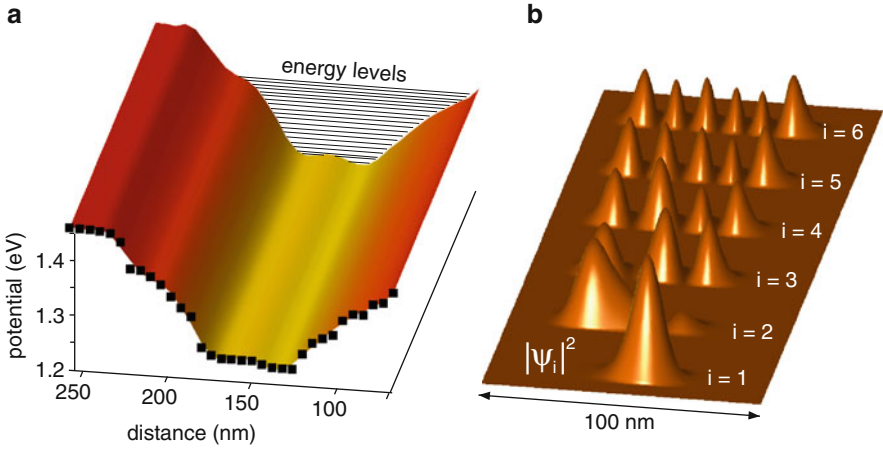 a
energy levels
potential (eV)
1.4
1.3
1.2
250
200
150
100
distance (nm)
b
i = 6
i = 5
i = 4
i = 3
i = 2
i = 1
|ψᵢ|²
100 nm